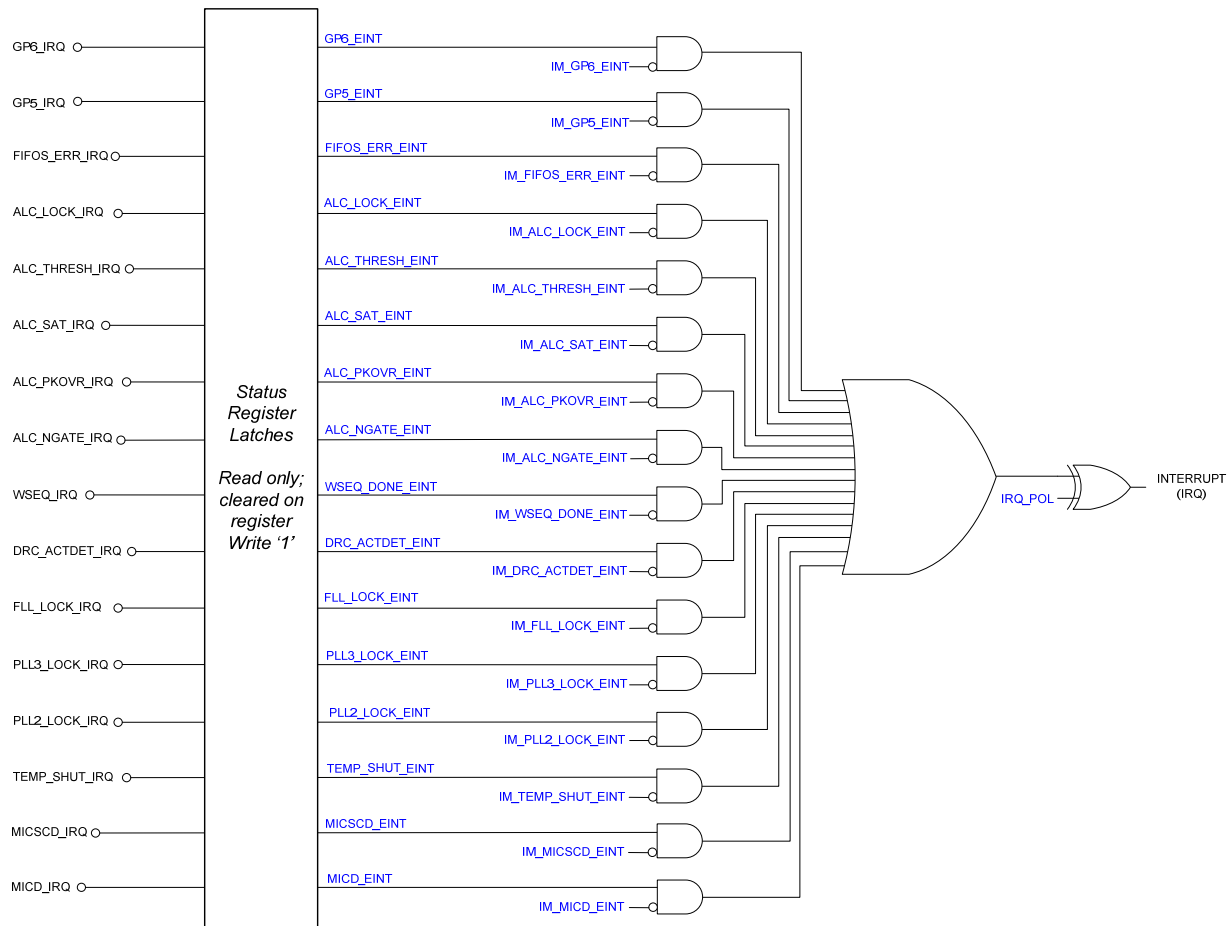 GP6_IRQ
GP6_EINT
IM_GP6_EINT
GP5_IRQ
GP5_EINT
IM_GP5_EINT
FIFOS_ERR_IRQ
FIFOS_ERR_EINT
IM_FIFOS_ERR_EINT
ALC_LOCK_IRQ
ALC_LOCK_EINT
IM_ALC_LOCK_EINT
ALC_THRESH_IRQ
ALC_THRESH_EINT
IM_ALC_THRESH_EINT
ALC_SAT_IRQ
ALC_SAT_EINT
IM_ALC_SAT_EINT
ALC_PKOVR_IRQ
ALC_PKOVR_EINT
IM_ALC_PKOVR_EINT
ALC_NGATE_IRQ
ALC_NGATE_EINT
IM_ALC_NGATE_EINT
WSEQ_IRQ
WSEQ_DONE_EINT
IM_WSEQ_DONE_EINT
DRC_ACTDET_IRQ
DRC_ACTDET_EINT
IM_DRC_ACTDET_EINT
FLL_LOCK_IRQ
FLL_LOCK_EINT
IM_FLL_LOCK_EINT
PLL3_LOCK_IRQ
PLL3_LOCK_EINT
IM_PLL3_LOCK_EINT
PLL2_LOCK_IRQ
PLL2_LOCK_EINT
IM_PLL2_LOCK_EINT
TEMP_SHUT_IRQ
TEMP_SHUT_EINT
IM_TEMP_SHUT_EINT
MICSCD_IRQ
MICSCD_EINT
IM_MICSCD_EINT
MICD_IRQ
MICD_EINT
IM_MICD_EINT
Status
Register
Latches
Read only;
cleared on
register
Write ‘1’
IRQ_POL
INTERRUPT
(IRQ)